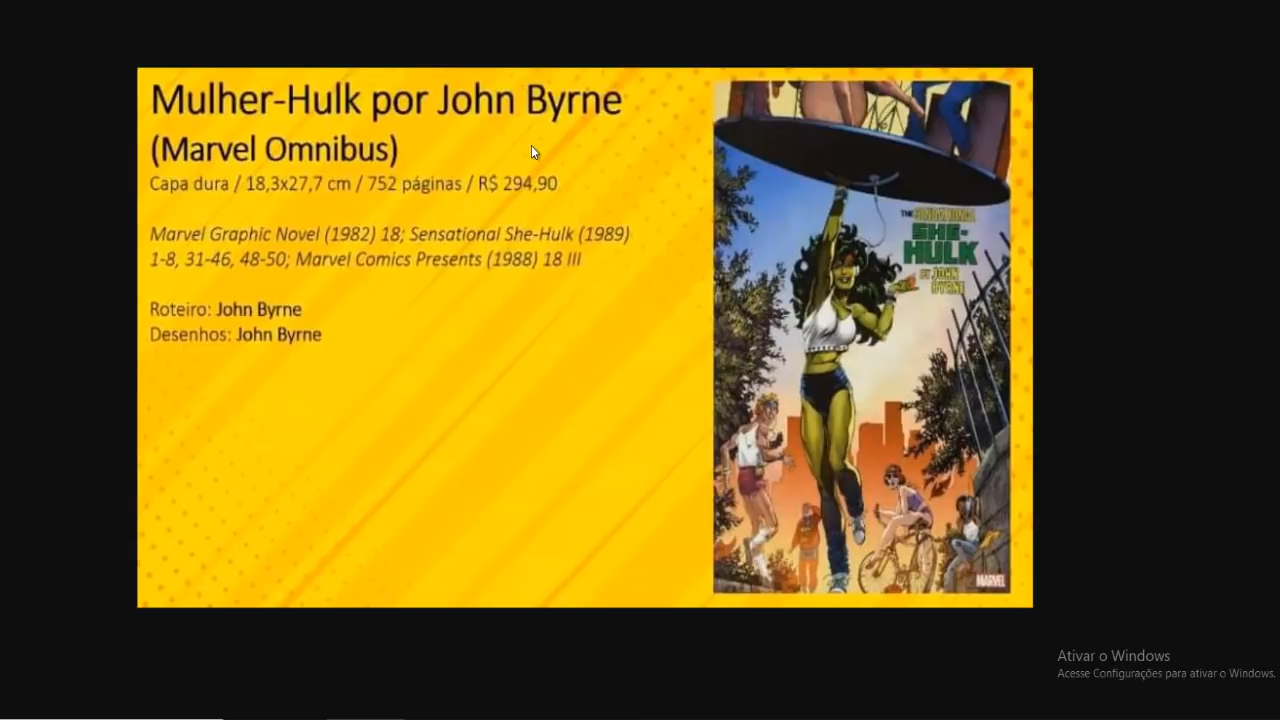 Mulher-Hulk por John Byrne
(Marvel Omnibus)
Capa dura / 18,3x27,7 cm / 752 páginas / R$ 294,90
Marvel Graphic Novel (1982) 18; Sensational She-Hulk (1989)
1-8, 31-46, 48-50; Marvel Comics Presents (1988) 18 III
Roteiro: John Byrne
Desenhos: John Byrne
THE SENSATIONAL
SHE-
HULK
BY JOHN
BYRNE
MARVEL
Ativar o Windows
Acesse Configurações para ativar o Windows.